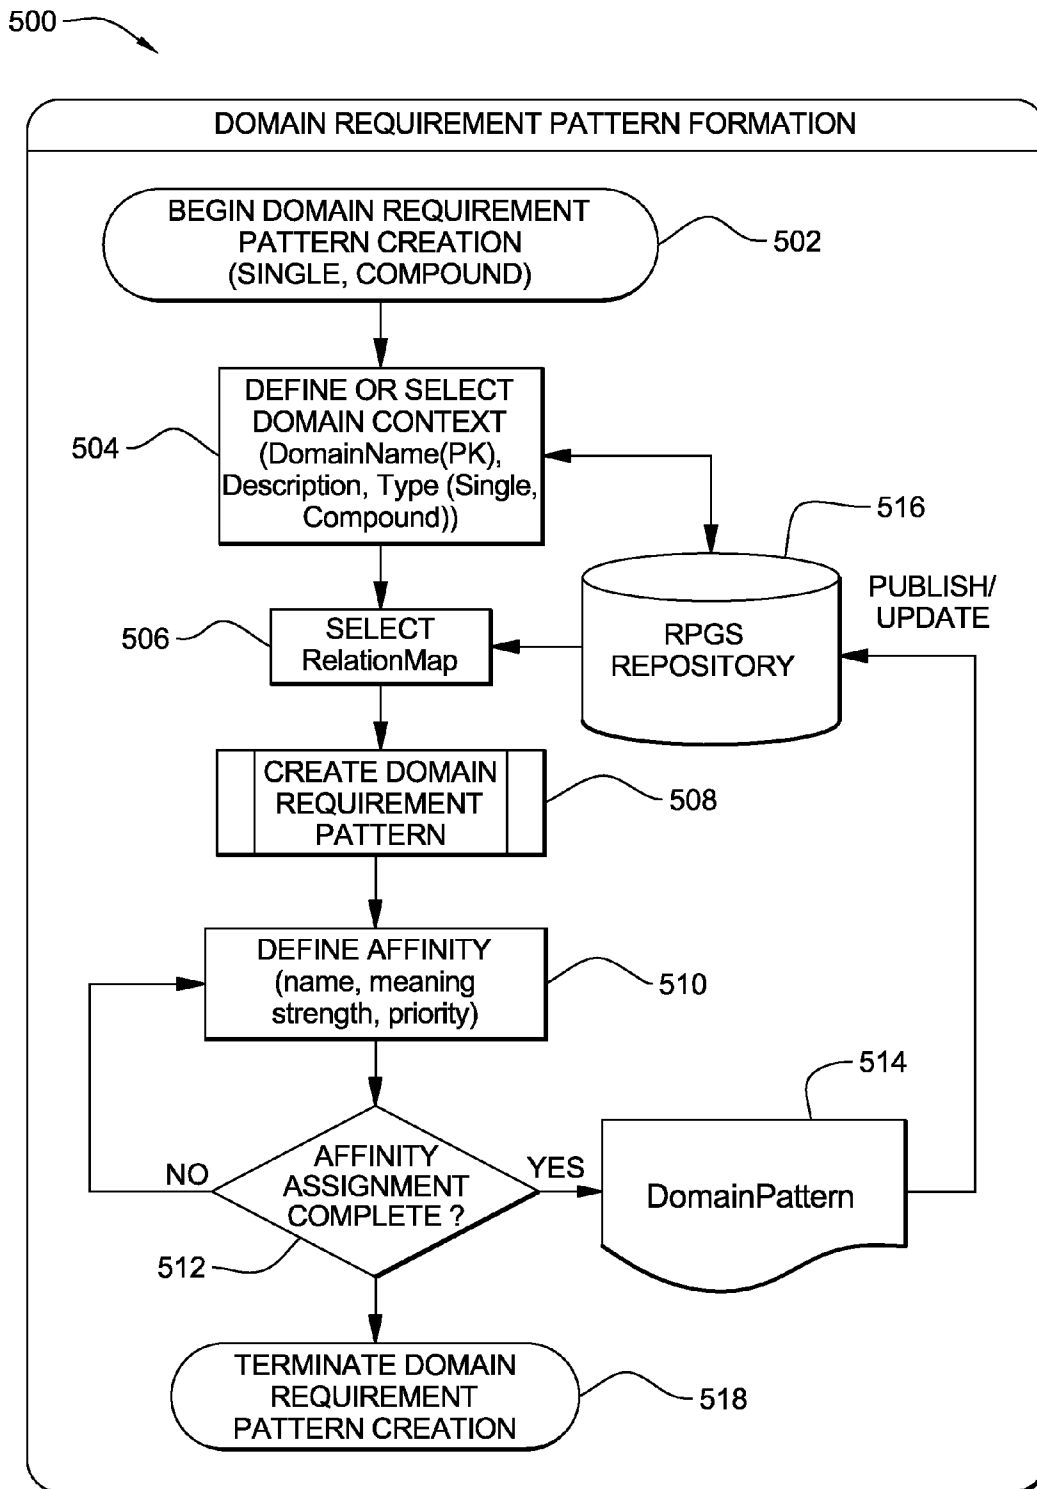 500
DOMAIN REQUIREMENT PATTERN FORMATION
BEGIN DOMAIN REQUIREMENT
PATTERN CREATION
(SINGLE, COMPOUND)
502
DEFINE OR SELECT
DOMAIN CONTEXT
(DomainName(PK),
Description, Type (Single,
Compound))
504
516
PUBLISH/
UPDATE
SELECT
RelationMap
506
RPGS
REPOSITORY
CREATE DOMAIN
REQUIREMENT
PATTERN
508
DEFINE AFFINITY
(name, meaning
strength, priority)
510
514
NO
AFFINITY
ASSIGNMENT
COMPLETE ?
YES
DomainPattern
512
TERMINATE DOMAIN
REQUIREMENT
PATTERN CREATION
518